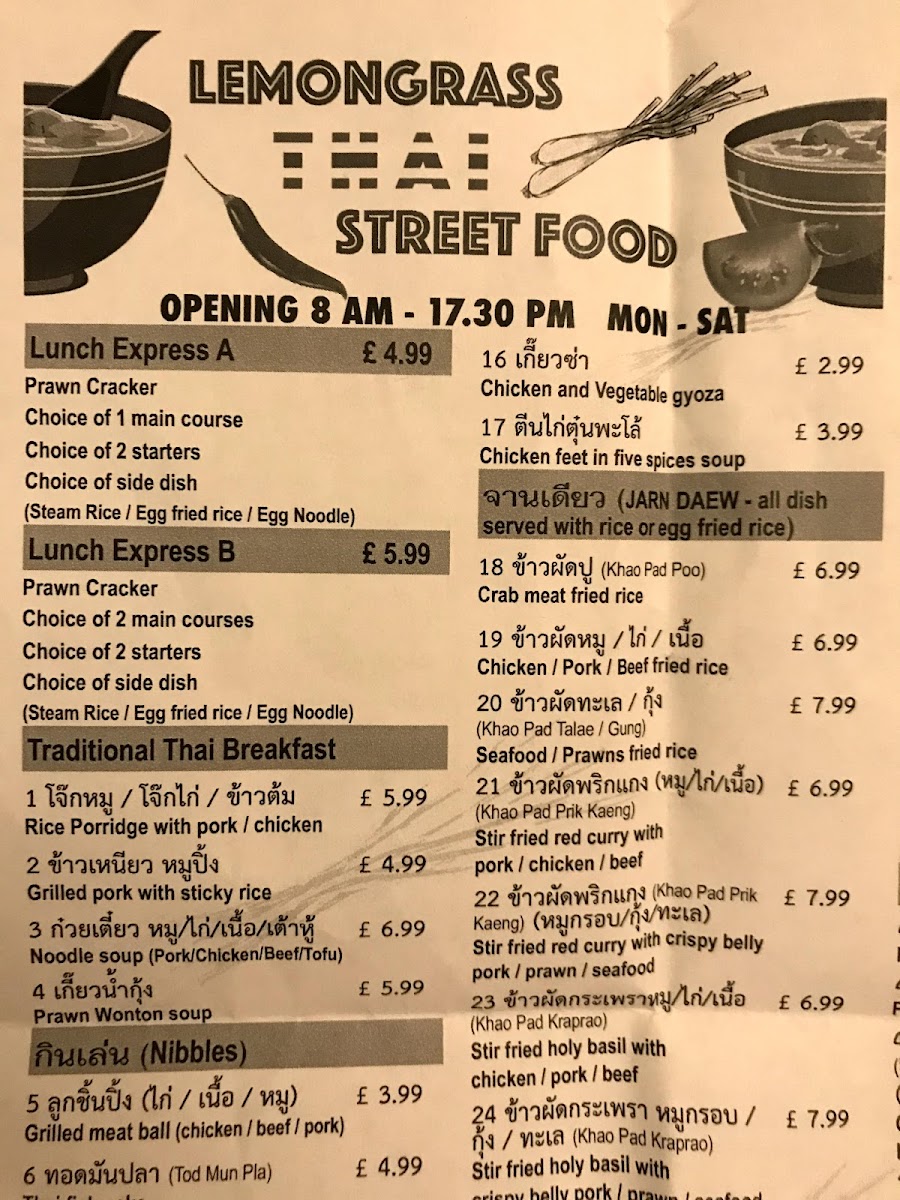 LEMONGRASS
THAI
STREET FOOD
OPENING 8 AM - 17.30 PM MON - SAT
Lunch Express A £ 4.99
Prawn Cracker
Choice of 1 main course
Choice of 2 starters
Choice of side dish
(Steam Rice / Egg fried rice / Egg Noodle)
Lunch Express B £ 5.99
Prawn Cracker
Choice of 2 main courses
Choice of 2 starters
Choice of side dish
(Steam Rice / Egg fried rice / Egg Noodle)
Traditional Thai Breakfast
1 โจ๊กหมู / โจ๊กไก่ / ข้าวต้ม £ 5.99
Rice Porridge with pork / chicken
2 ข้าวเหนียว หมูปิ้ง £ 4.99
Grilled pork with sticky rice
3 ก๋วยเตี๋ยว หมู/ไก่/เนื้อ/เต้าหู้ £ 6.99
Noodle soup (Pork/Chicken/Beef/Tofu)
4 เกี๊ยวน้ำกุ้ง £ 5.99
Prawn Wonton soup
กินเล่น (Nibbles)
5 ลูกชิ้นปิ้ง (ไก่ / เนื้อ / หมู) £ 3.99
Grilled meat ball (chicken / beef / pork)
6 ทอดมันปลา (Tod Mun Pla) £ 4.99
16 เกี๊ยวซ่า £ 2.99
Chicken and Vegetable gyoza
17 ตีนไก่ตุ๋นพะโล้ £ 3.99
Chicken feet in five spices soup
จานเดียว (JARN DAEW - all dish
served with rice or egg fried rice)
18 ข้าวผัดปู (Khao Pad Poo) £ 6.99
Crab meat fried rice
19 ข้าวผัดหมู / ไก่ / เนื้อ £ 6.99
Chicken / Pork / Beef fried rice
20 ข้าวผัดทะเล / กุ้ง £ 7.99
(Khao Pad Talae / Gung)
Seafood / Prawns fried rice
21 ข้าวผัดพริกแกง (หมู/ไก่/เนื้อ) £ 6.99
(Khao Pad Prik Kaeng)
Stir fried red curry with
pork / chicken / beef
22 ข้าวผัดพริกแกง (Khao Pad Prik £ 7.99
Kaeng) (หมูกรอบ/กุ้ง/ทะเล)
Stir fried red curry with crispy belly
pork / prawn / seafood
23 ข้าวผัดกระเพราหมู/ไก่/เนื้อ £ 6.99
(Khao Pad Kraprao)
Stir fried holy basil with
chicken / pork / beef
24 ข้าวผัดกระเพรา หมูกรอบ / £ 7.99
กุ้ง / ทะเล (Khao Pad Kraprao)
Stir fried holy basil with
crispy belly pork / prawn / seafood